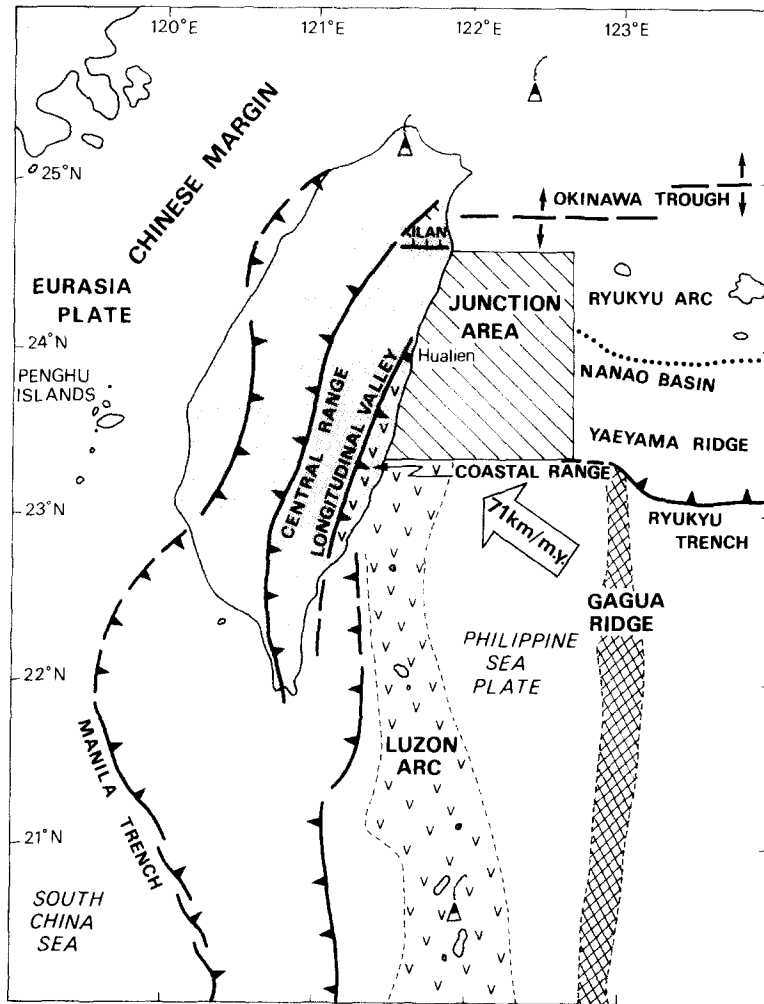 120°E
121°E
122°E
123°E
25°N
CHINESE MARGIN
OKINAWA TROUGH
EURASIA
PLATE
JUNCTION
AREA
RYUKYU ARC
24°N
Hualien
PENGHU
ISLANDS
NANAO BASIN
CENTRAL RANGE
LONGITUDINAL VALLEY
YAEYAMA RIDGE
COASTAL RANGE
23°N
71km/m.y.
RYUKYU
TRENCH
GAGUA
RIDGE
PHILIPPINE
SEA
PLATE
22°N
MANILA
TRENCH
LUZON
ARC
21°N
SOUTH
CHINA
SEA